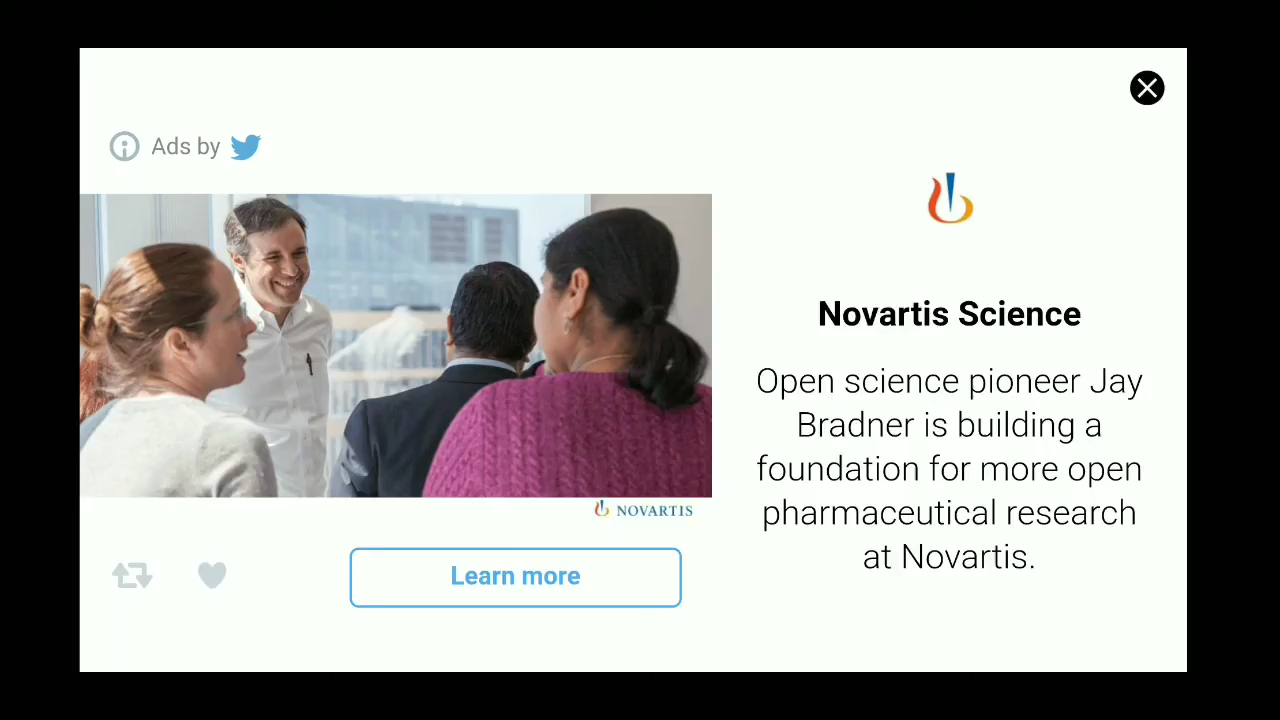 Ads by
NOVARTIS
Learn more
Novartis Science
Open science pioneer Jay
Bradner is building a
foundation for more open
pharmaceutical research
at Novartis.